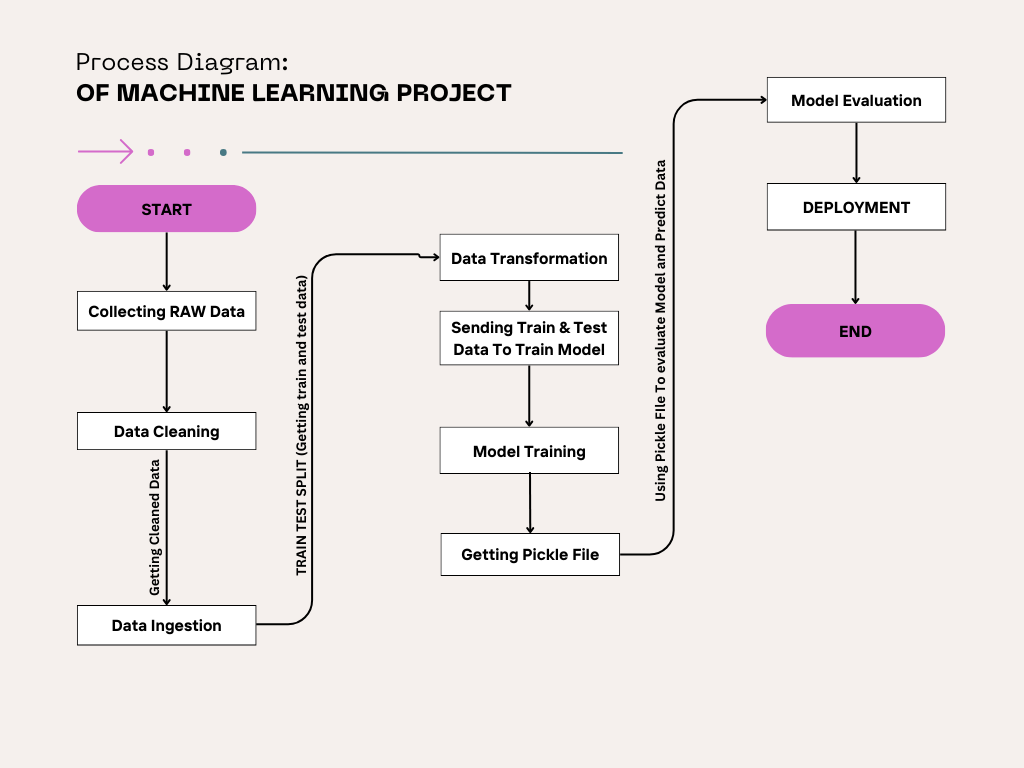 Process Diagram:
OF MACHINE LEARNING PROJECT
START
Collecting RAW Data
Data Cleaning
Getting Cleaned Data
Data Ingestion
TRAIN TEST SPLIT (Getting train and test data)
Data Transformation
Sending Train & Test
Data To Train Model
Model Training
Getting Pickle File
Using Pickle FIle To evaluate Model and Predict Data
Model Evaluation
DEPLOYMENT
END